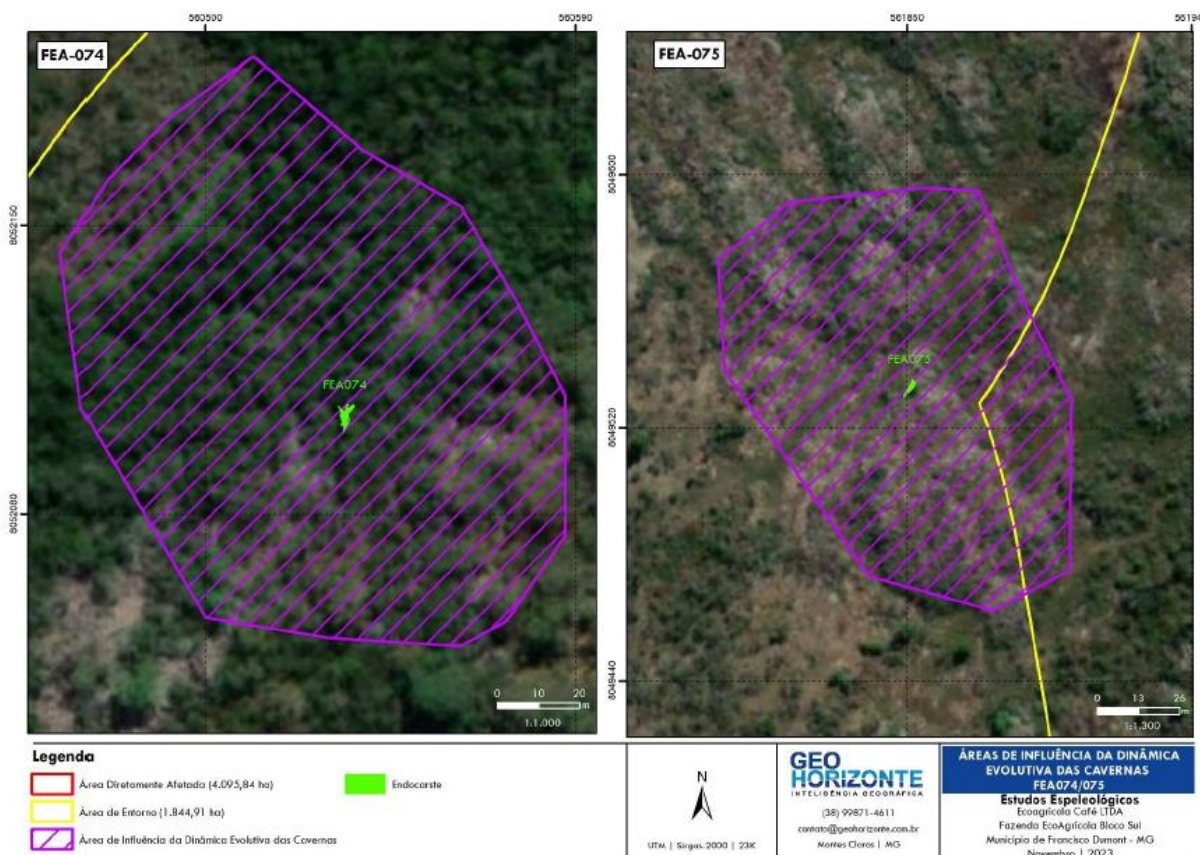 560500
560590
561850
56194
FEA-074
FEA-075
8052150
8052080
8049600
8049520
8049440
FEA074
FEA075
0 10 20
m
1:1.000
0 13 26
m
1:1.300
Legenda
Área Diretamente Afetada (4.095,84 ha)
Endocarste
Área de Entorno (1.844,91 ha)
Área de Influência da Dinâmica Evolutiva das Cavernas
N
UTM | Sirgas 2000 | 23K
GEO
HORIZONTE
INTELIGÊNCIA GEOGRÁFICA
(38) 99871-4611
contato@geohorizonte.com.br
Montes Claros | MG
ÁREAS DE INFLUÊNCIA DA DINÂMICA
EVOLUTIVA DAS CAVERNAS
FEA074/075
Estudos Espeleológicos
Ecoagrícola Café LTDA
Fazenda EcoAgrícola Bloco Sul
Município de Francisco Dumont - MG
Novembro | 2023